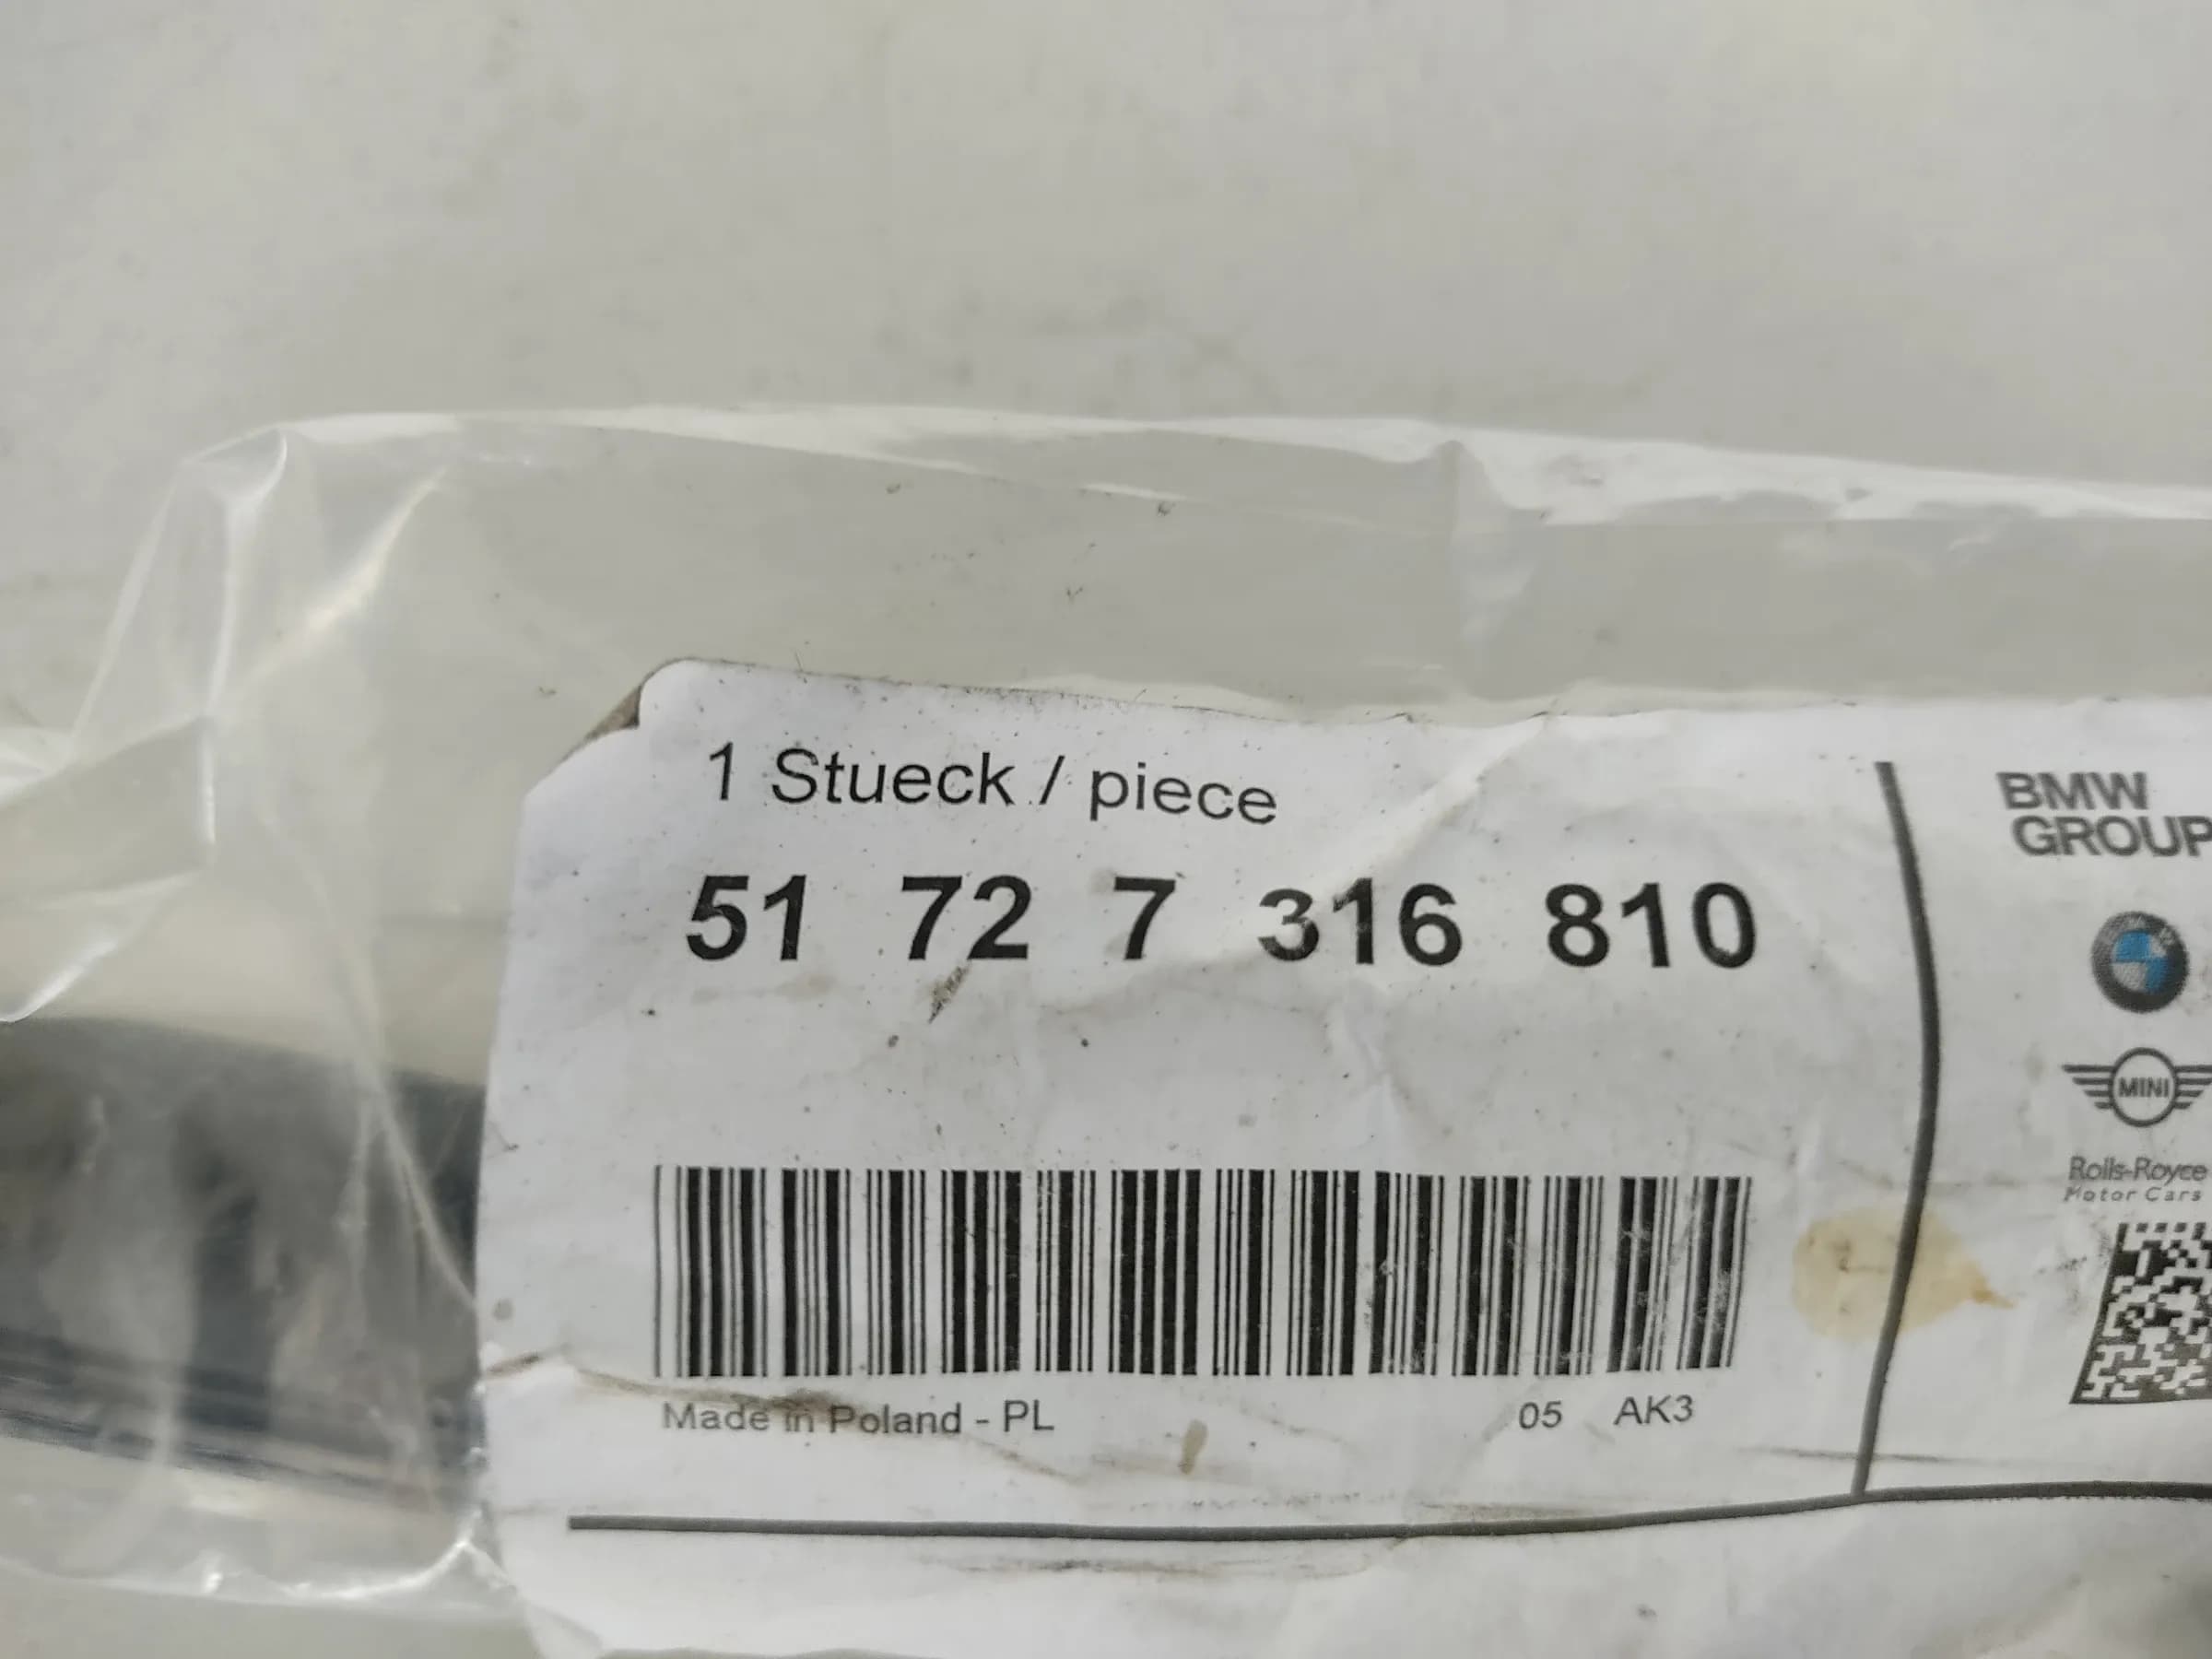 1 Stueck / piece
51 72 7 316 810
Made in Poland - PL
05 AK3
BMW
GROUP
MINI
Rolls-Royce
Motor Cars